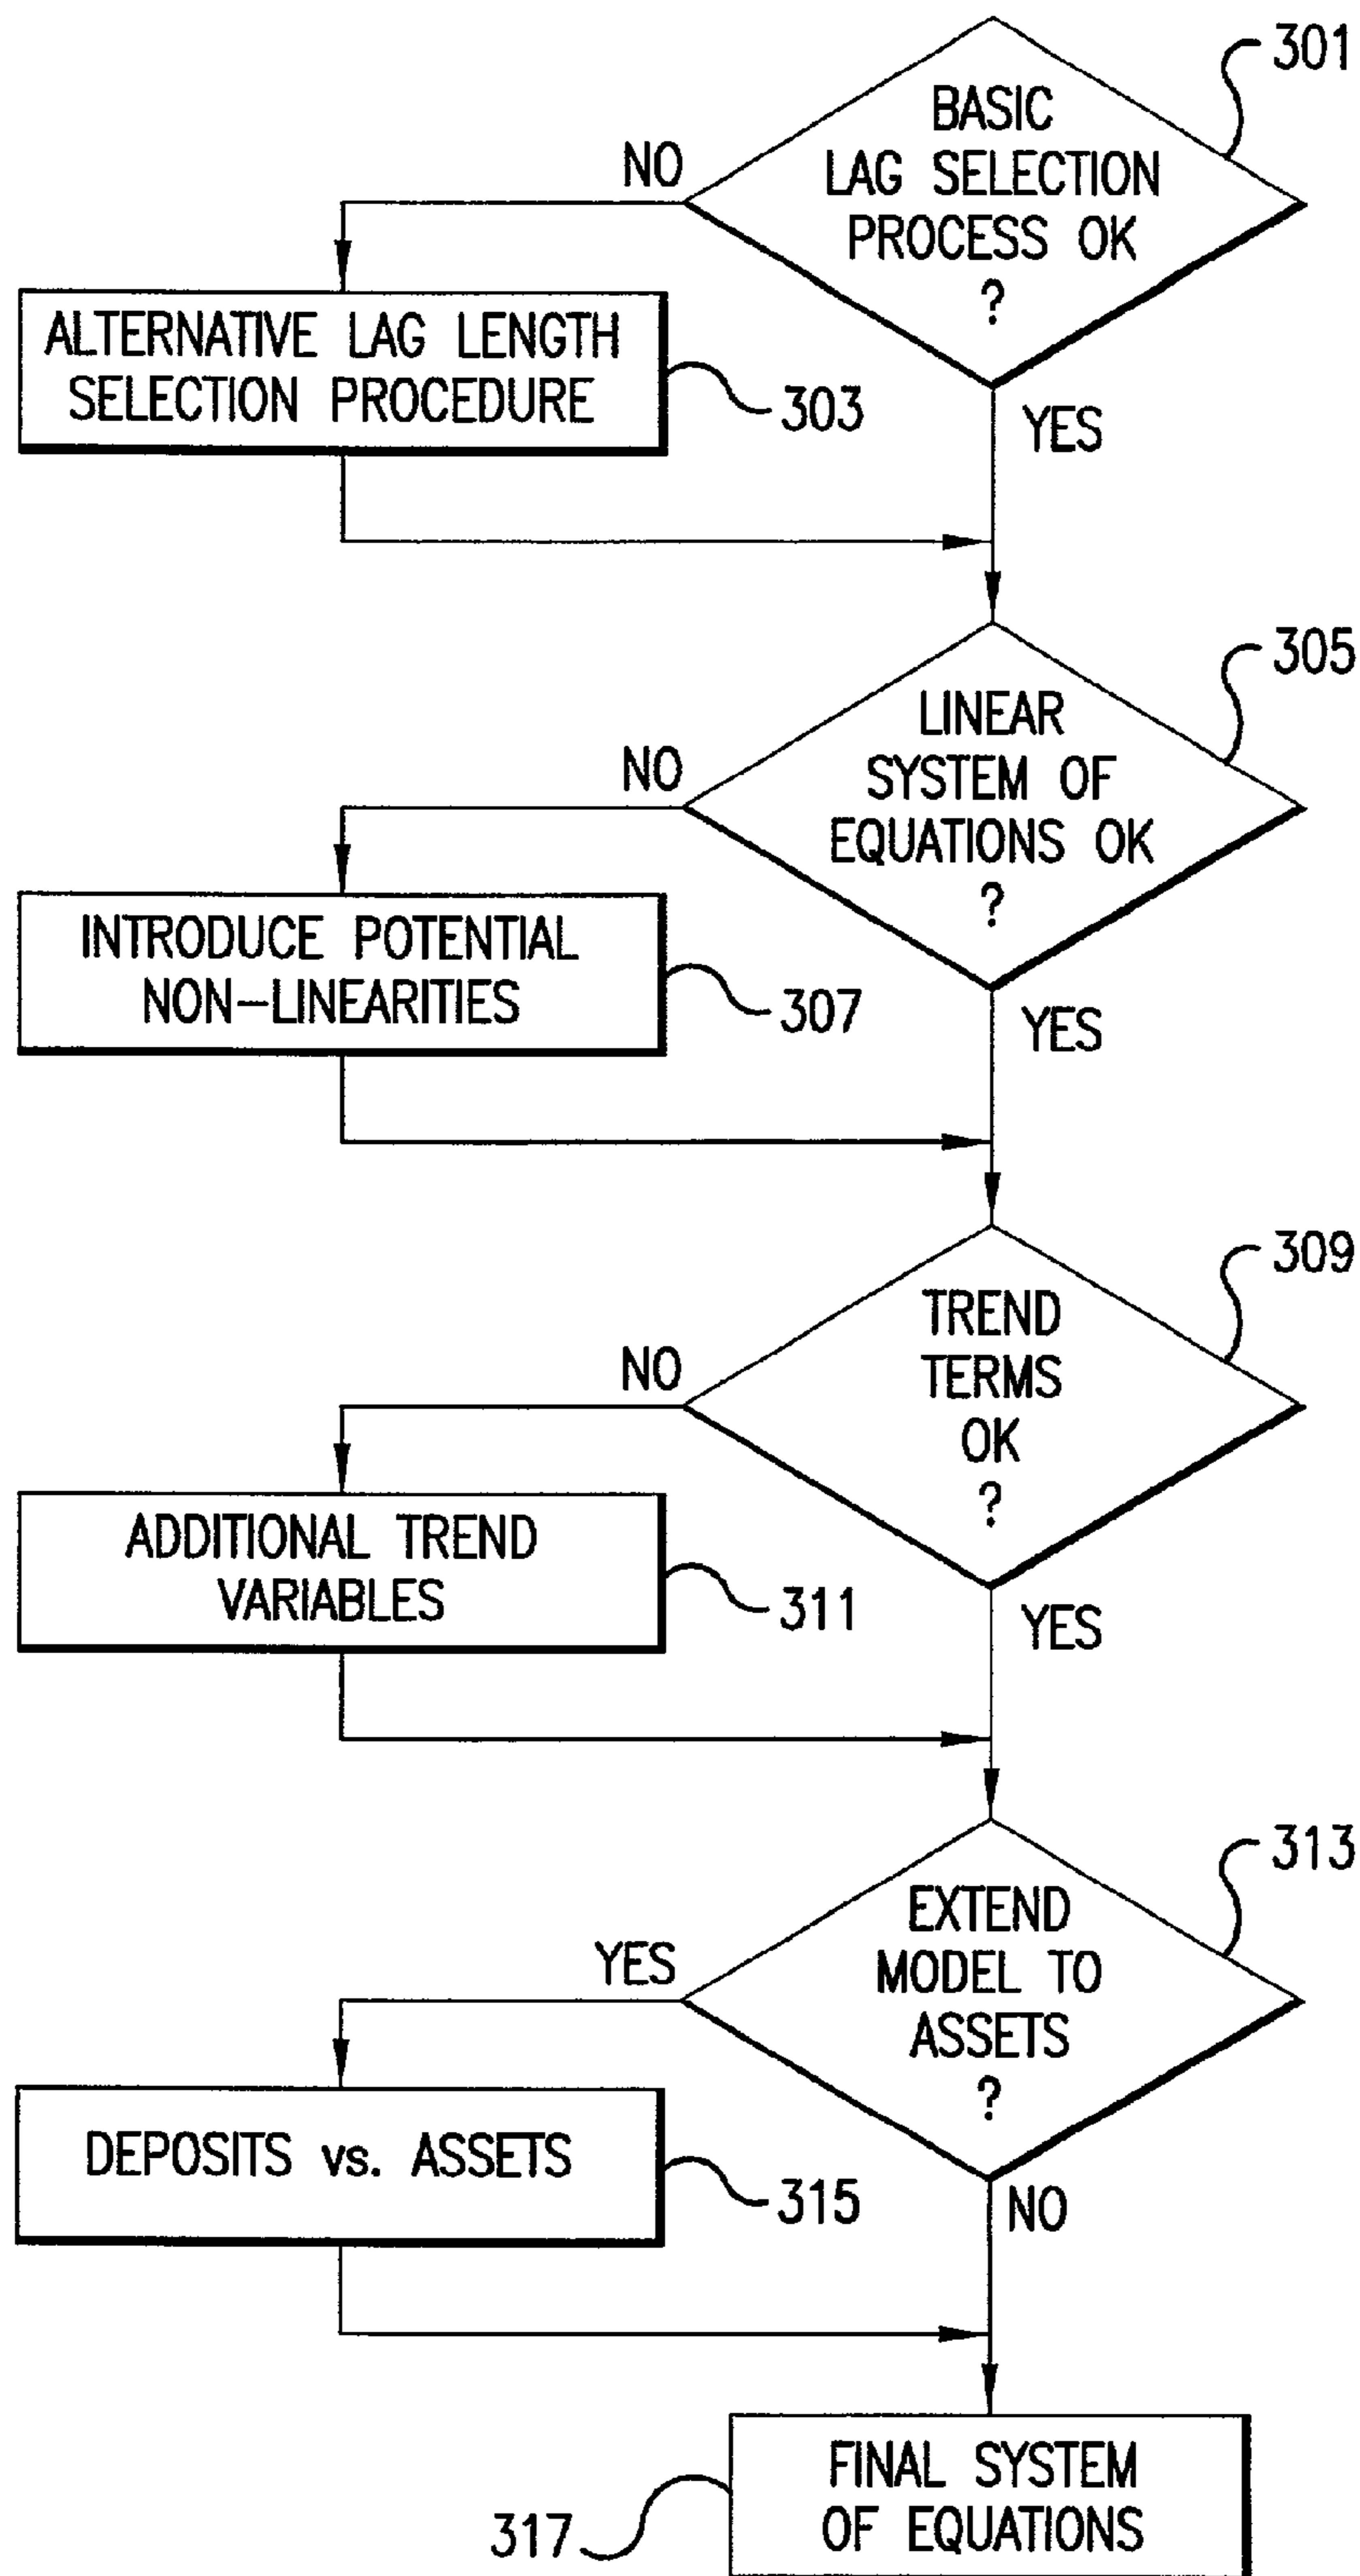 301
BASIC
LAG SELECTION
PROCESS OK
?
NO
YES
ALTERNATIVE LAG LENGTH
SELECTION PROCEDURE
303
305
LINEAR
SYSTEM OF
EQUATIONS OK
?
NO
YES
INTRODUCE POTENTIAL
NON-LINEARITIES
307
309
TREND
TERMS
OK
?
NO
YES
ADDITIONAL TREND
VARIABLES
311
313
EXTEND
MODEL TO
ASSETS
?
YES
NO
DEPOSITS vs. ASSETS
315
FINAL SYSTEM
OF EQUATIONS
317